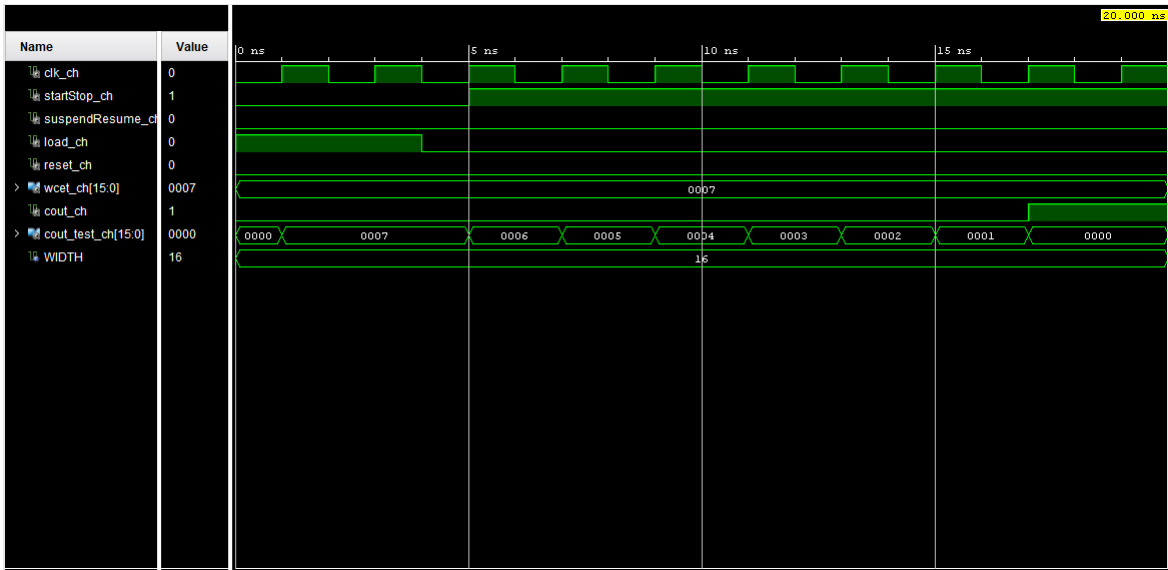 20.000 ns
Name Value
0 ns 5 ns 10 ns 15 ns
clk_ch 0
startStop_ch 1
suspendResume_ch 0
load_ch 0
reset_ch 0
wcet_ch[15:0] 0007 0007
cout_ch 1
cout_test_ch[15:0] 0000 0000 0007 0006 0005 0004 0003 0002 0001 0000
WIDTH 16 16